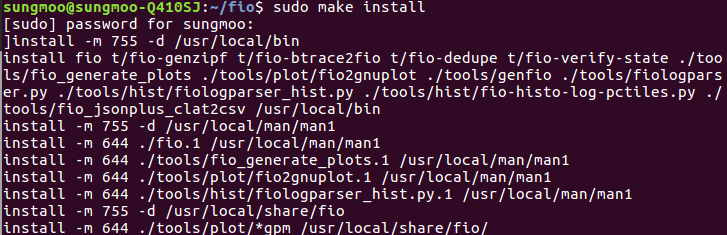 sungmoo@sungmoo-Q410SJ:~/fio$ sudo make install
[sudo] password for sungmoo:
]install -m 755 -d /usr/local/bin
install fio t/fio-genzipf t/fio-btrace2fio t/fio-dedupe t/fio-verify-state ./too
ls/fio_generate_plots ./tools/plot/fio2gnuplot ./tools/genfio ./tools/fiologpars
er.py ./tools/hist/fiologparser_hist.py ./tools/hist/fio-histo-log-pctiles.py ./
tools/fio_jsonplus_clat2csv /usr/local/bin
install -m 755 -d /usr/local/man/man1
install -m 644 ./fio.1 /usr/local/man/man1
install -m 644 ./tools/fio_generate_plots.1 /usr/local/man/man1
install -m 644 ./tools/plot/fio2gnuplot.1 /usr/local/man/man1
install -m 644 ./tools/hist/fiologparser_hist.py.1 /usr/local/man/man1
install -m 755 -d /usr/local/share/fio
install -m 644 ./tools/plot/*gpm /usr/local/share/fio/